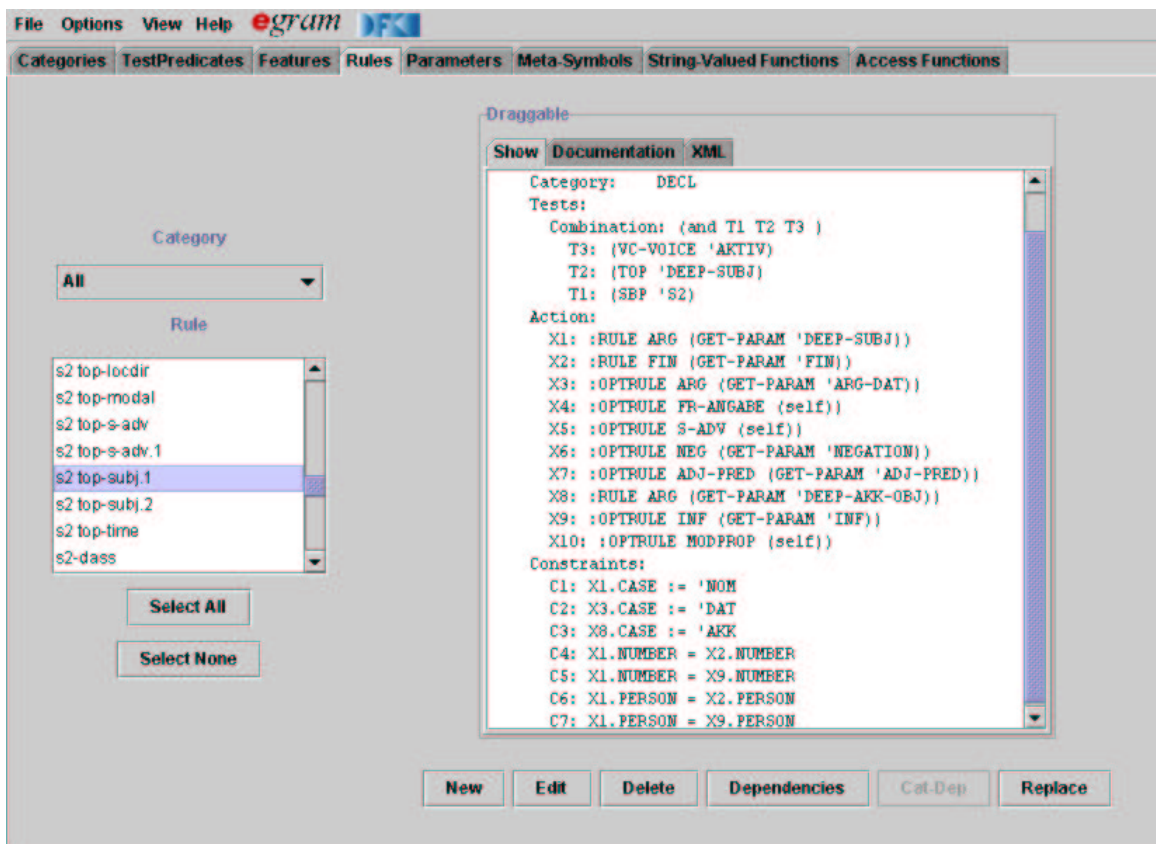 File Options View Help egram DFKI
Categories TestPredicates Features Rules Parameters Meta-Symbols String-Valued Functions Access Functions
Category
All
Rule
s2 top-locdir
s2 top-modal
s2 top-s-adv
s2 top-s-adv.1
s2 top-subj.1
s2 top-subj.2
s2 top-time
s2-dass
Select All
Select None
Draggable
Show Documentation XML
Category: DECL
Tests:
Combination: (and T1 T2 T3 )
T3: (VC-VOICE 'AKTIV)
T2: (TOP 'DEEP-SUBJ)
T1: (SBP 'S2)
Action:
X1: :RULE ARG (GET-PARAM 'DEEP-SUBJ))
X2: :RULE FIN (GET-PARAM 'FIN))
X3: :OPTRULE ARG (GET-PARAM 'ARG-DAT))
X4: :OPTRULE FR-ANGABE (self))
X5: :OPTRULE S-ADV (self))
X6: :OPTRULE NEG (GET-PARAM 'NEGATION))
X7: :OPTRULE ADJ-PRED (GET-PARAM 'ADJ-PRED))
X8: :RULE ARG (GET-PARAM 'DEEP-AKK-OBJ))
X9: :OPTRULE INF (GET-PARAM 'INF))
X10: :OPTRULE MODPROP (self))
Constraints:
C1: X1.CASE := 'NOM
C2: X3.CASE := 'DAT
C3: X8.CASE := 'AKK
C4: X1.NUMBER = X2.NUMBER
C5: X1.NUMBER = X9.NUMBER
C6: X1.PERSON = X2.PERSON
C7: X1.PERSON = X9.PERSON
New Edit Delete Dependencies Cat-Dep Replace